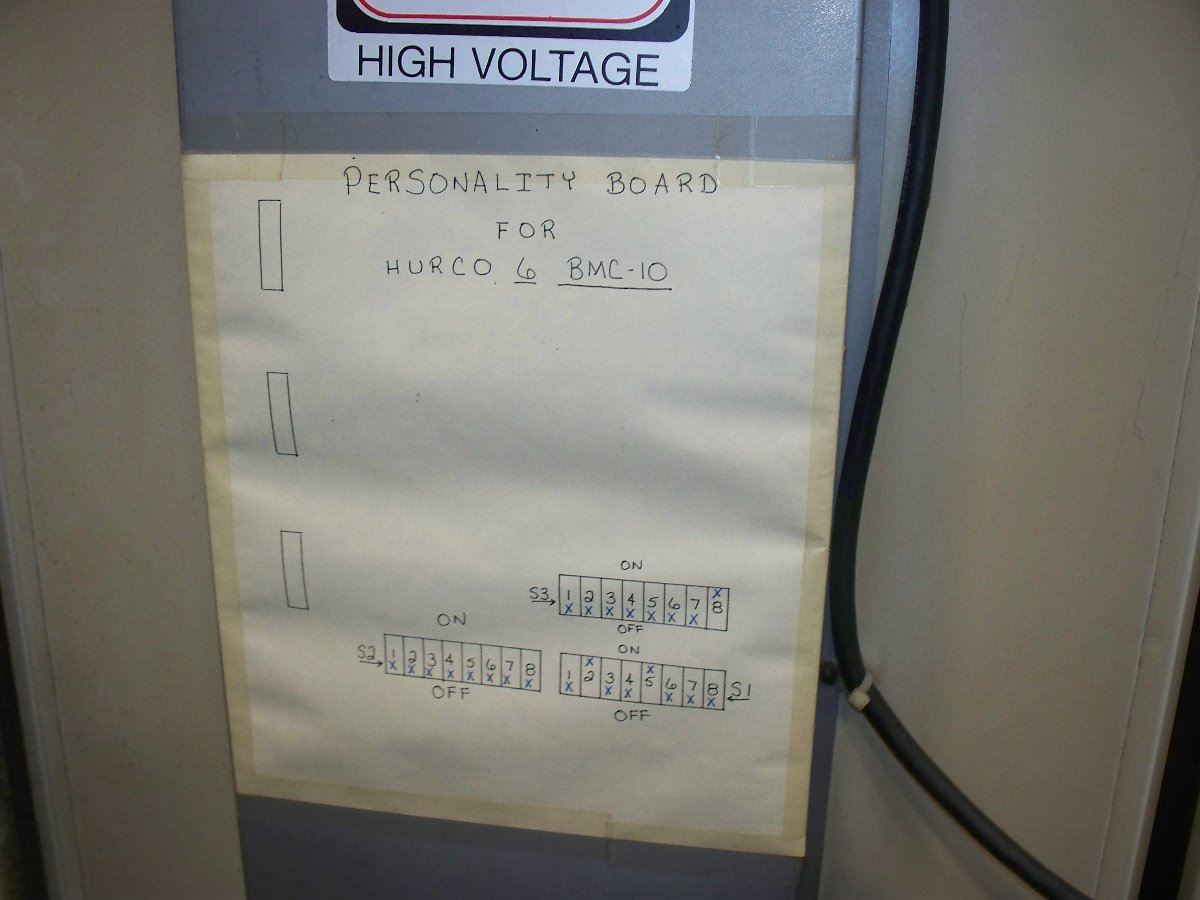 HIGH VOLTAGE
PERSONALITY BOARD
FOR
HURCO 6 BMC-10
ON
S3 1 2 3 4 5 6 7 8
X X X X X X X X
OFF
ON
S2 1 2 3 4 5 6 7 8
X X X X X X X X
OFF
ON
1 2 3 4 5 6 7 8 S1
X X X X X X X X
OFF